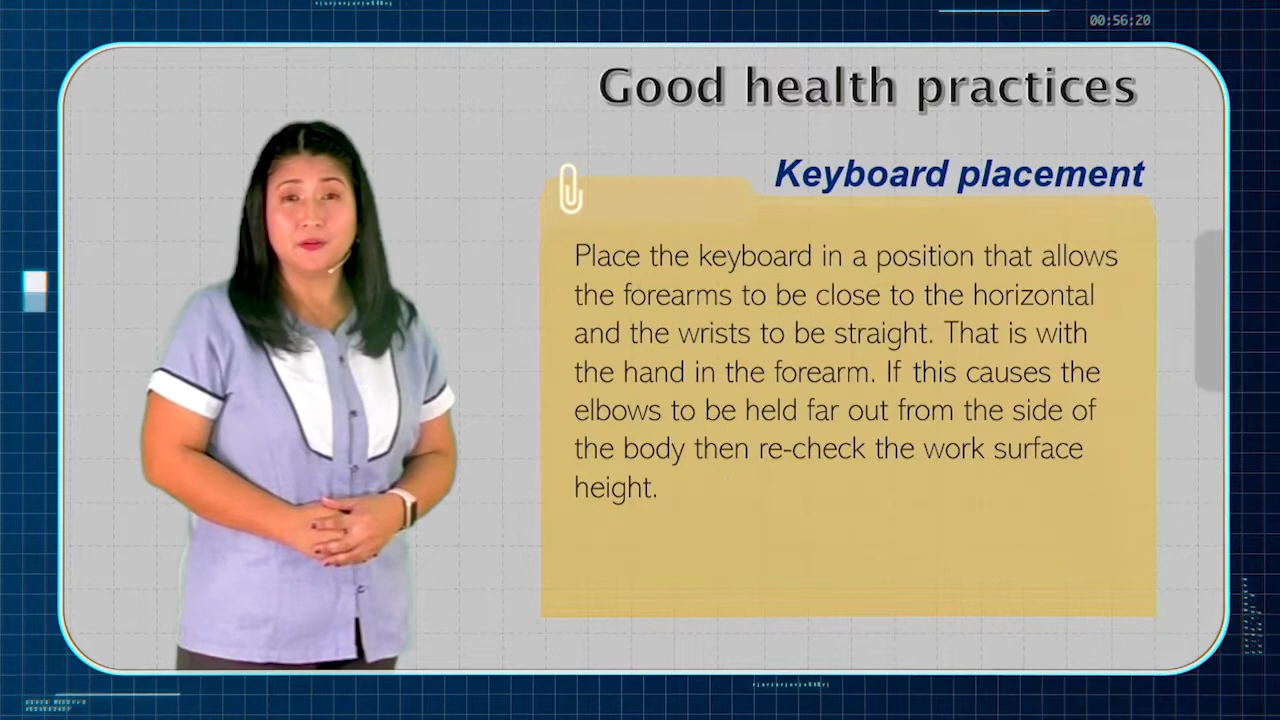 00:56:20
Good health practices
Keyboard placement
Place the keyboard in a position that allows
the forearms to be close to the horizontal
and the wrists to be straight. That is with
the hand in the forearm. If this causes the
elbows to be held far out from the side of
the body then re-check the work surface
height.